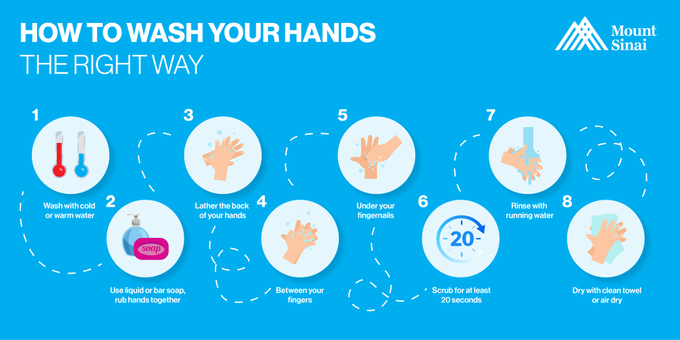 HOW TO WASH YOUR HANDS
THE RIGHT WAY
Mount
Sinai
1
Wash with cold
or warm water
2
soap
Use liquid or bar soap,
rub hands together
3
Lather the back
of your hands
4
Between your
fingers
5
Under your
fingernails
6
20
Scrub for at least
20 seconds
7
Rinse with
running water
8
Dry with clean towel
or air dry